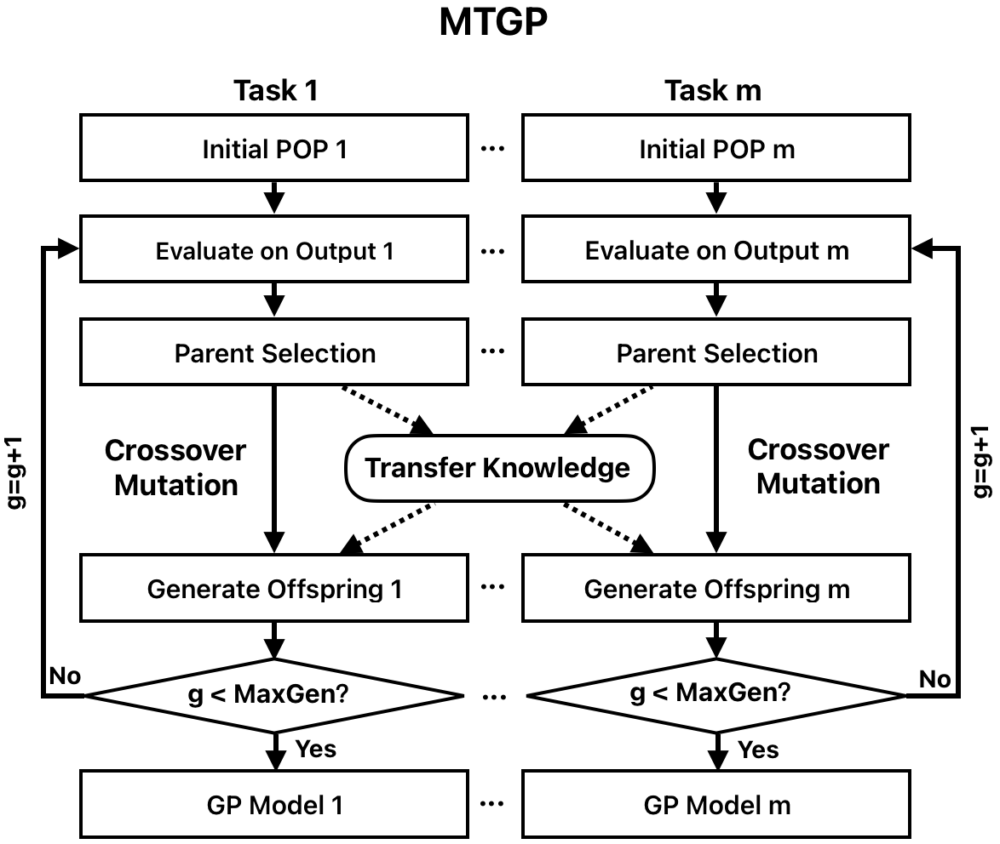 MTGP
Task 1
Task m
Initial POP 1
...
Initial POP m
Evaluate on Output 1
...
Evaluate on Output m
Parent Selection
...
Parent Selection
Crossover
Mutation
Transfer Knowledge
Crossover
Mutation
g=g+1
g=g+1
Generate Offspring 1
...
Generate Offspring m
No
g < MaxGen?
...
g < MaxGen?
No
Yes
Yes
GP Model 1
...
GP Model m